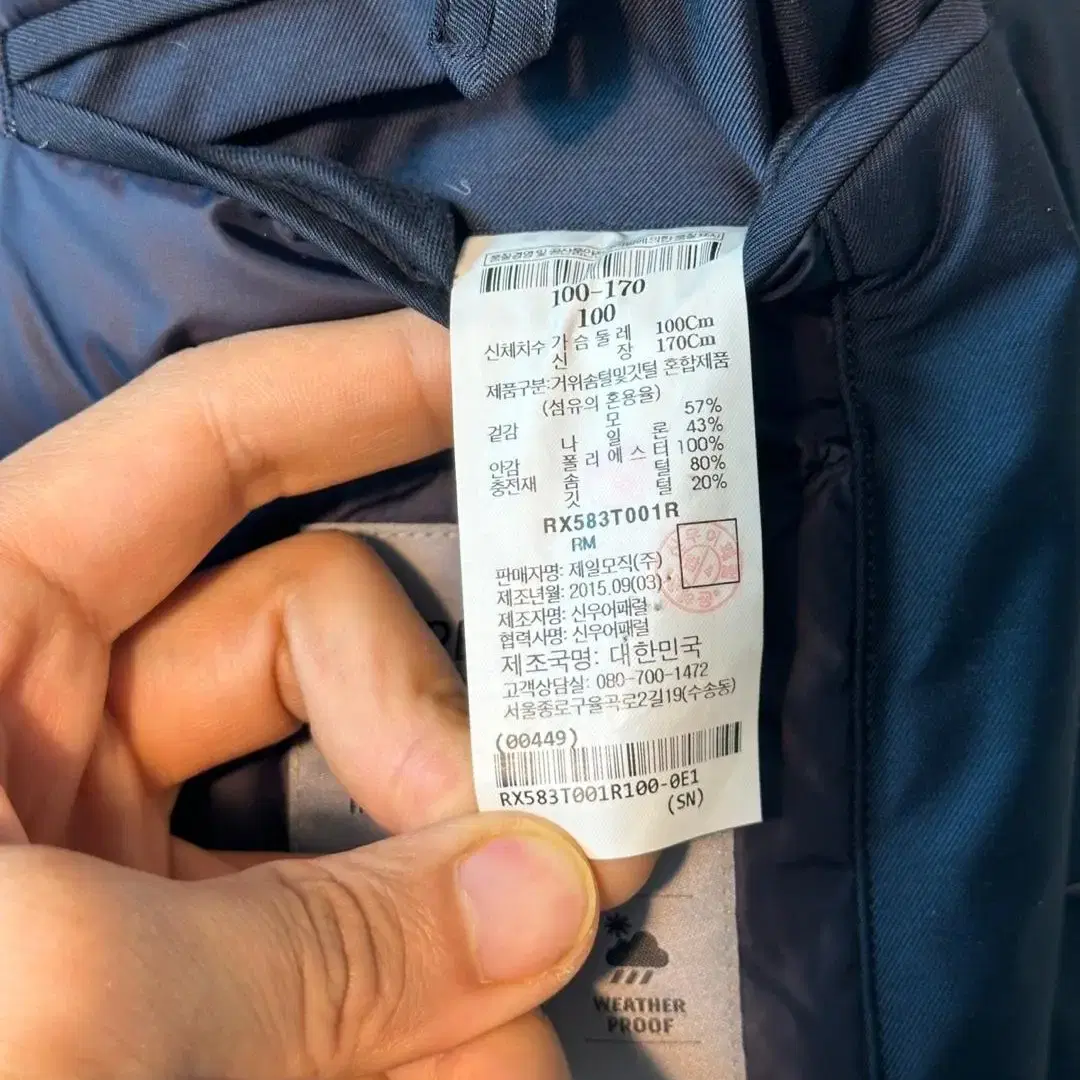 100-170
100
신체치수 가슴둘레 100Cm
신 장 170Cm
제품구분:거위솜털및깃털 혼합제품
(섬유의 혼용율)
겉감 모 57%
나 일 론 43%
안감 폴 리 에 스 터 100%
충전재 솜 털 80%
깃 털 20%
RX583T001R
RM
판매자명: 제일모직(주)
제조년월: 2015.09(03)
제조자명: 신우어패럴
협력사명: 신우어패럴
제조국명: 대한민국
고객상담실: 080-700-1472
서울종로구율곡로2길19(수송동)
(00449)
RX583T001R100-0E1
(SN)
WEATHER
PROOF